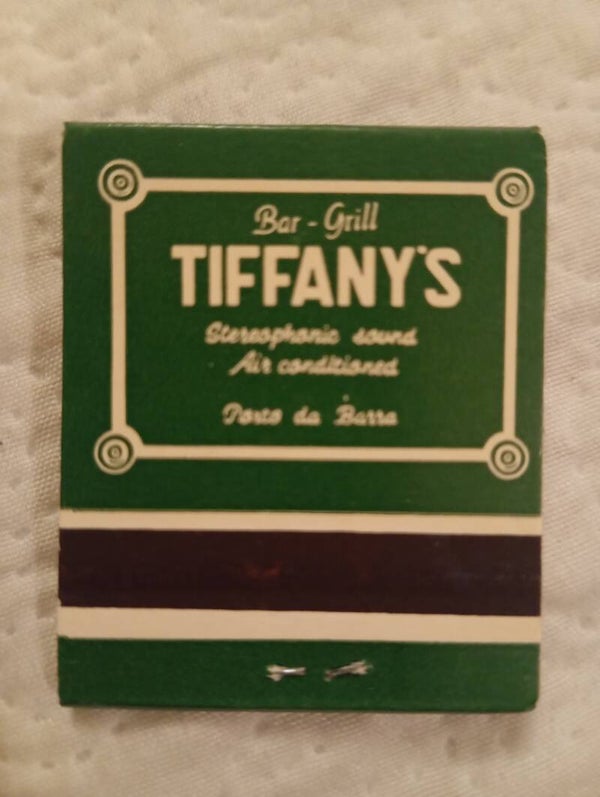 Bar - Grill
TIFFANY'S
Stereophonic sound
Air conditioned
Porto da Barra